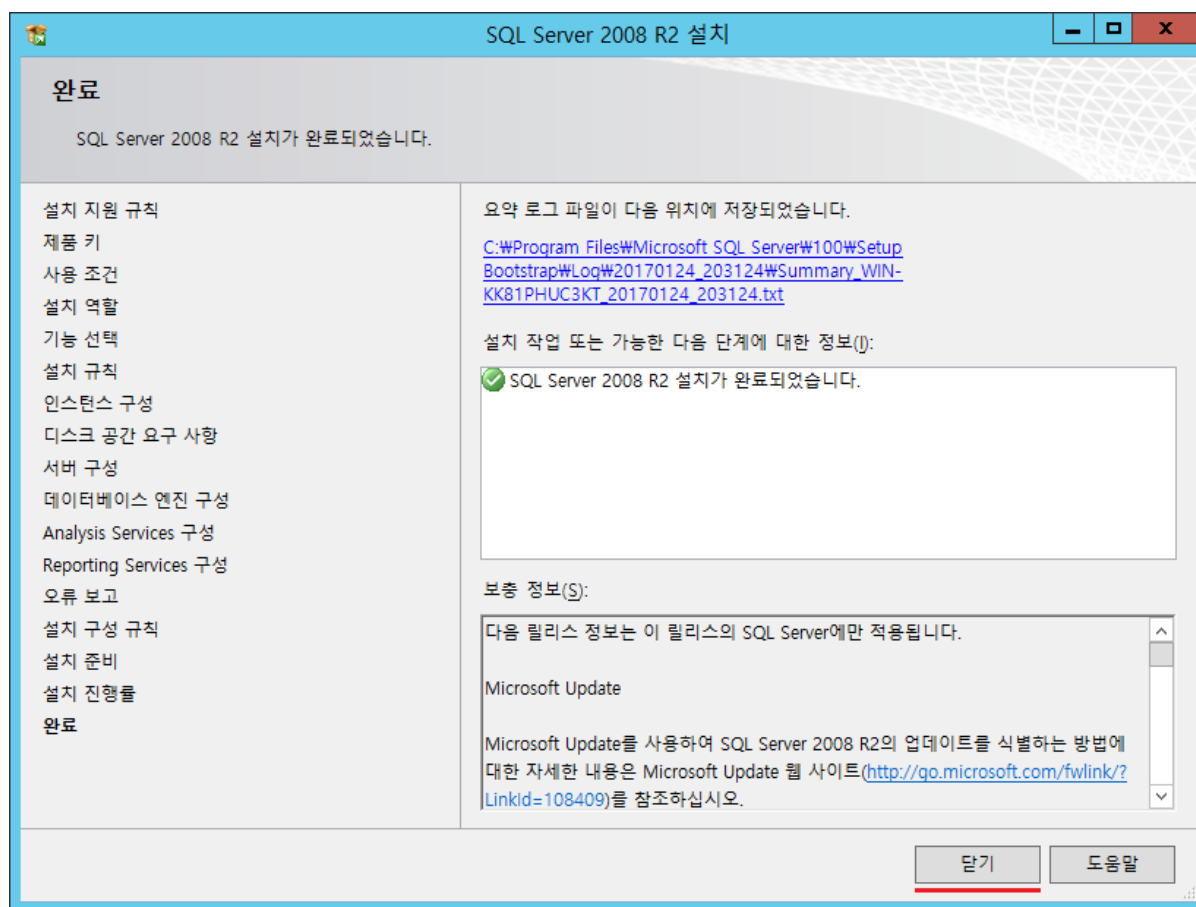 SQL Server 2008 R2 설치
완료
SQL Server 2008 R2 설치가 완료되었습니다.
설치 지원 규칙
제품 키
사용 조건
설치 역할
기능 선택
설치 규칙
인스턴스 구성
디스크 공간 요구 사항
서버 구성
데이터베이스 엔진 구성
Analysis Services 구성
Reporting Services 구성
오류 보고
설치 구성 규칙
설치 준비
설치 진행률
완료
요약 로그 파일이 다음 위치에 저장되었습니다.
C:₩Program Files₩Microsoft SQL Server₩100₩Setup
Bootstrap₩Log₩20170124_203124₩Summary_WIN-
KK81PHUC3KT_20170124_203124.txt
설치 작업 또는 가능한 다음 단계에 대한 정보(I):
SQL Server 2008 R2 설치가 완료되었습니다.
보충 정보(S):
다음 릴리스 정보는 이 릴리스의 SQL Server에만 적용됩니다.
Microsoft Update
Microsoft Update를 사용하여 SQL Server 2008 R2의 업데이트를 식별하는 방법에
대한 자세한 내용은 Microsoft Update 웹 사이트(http://go.microsoft.com/fwlink/?
LinkId=108409)를 참조하십시오.
닫기
도움말